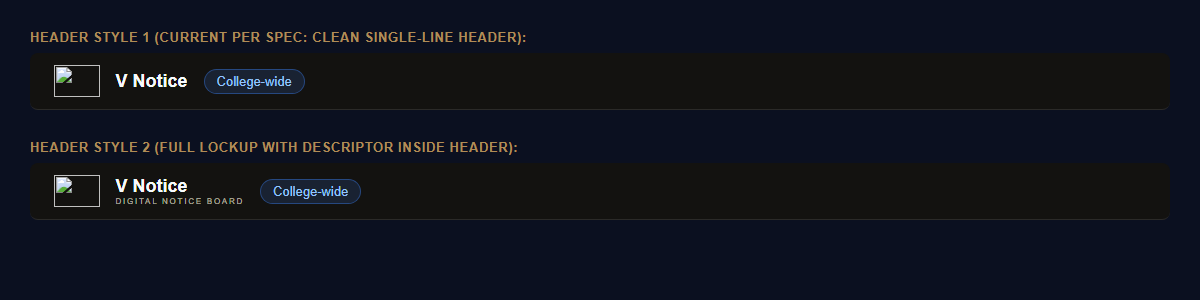 HEADER STYLE 1 (CURRENT PER SPEC: CLEAN SINGLE-LINE HEADER):
V Notice College-wide
HEADER STYLE 2 (FULL LOCKUP WITH DESCRIPTOR INSIDE HEADER):
V Notice College-wide
DIGITAL NOTICE BOARD